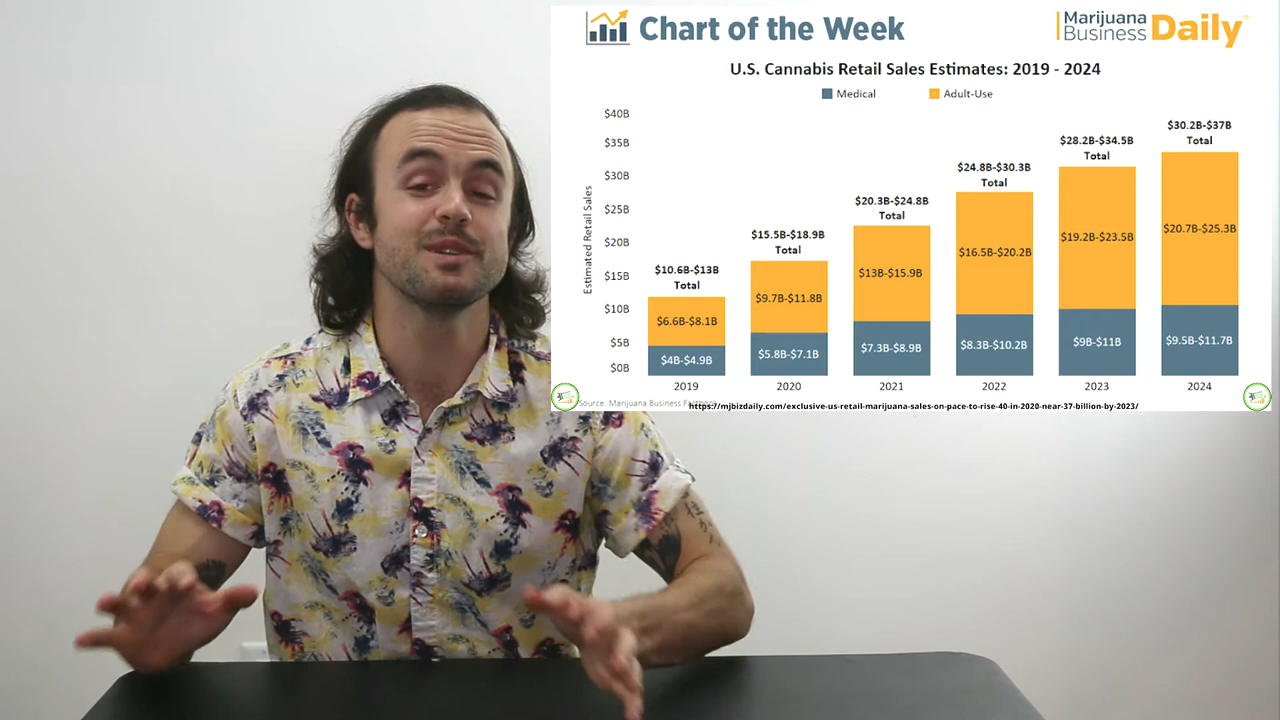 Chart of the Week
Marijuana
Business Daily
U.S. Cannabis Retail Sales Estimates: 2019 - 2024
Medical
Adult-Use
Estimated Retail Sales
$40B
$35B
$30B
$25B
$20B
$15B
$10B
$5B
$0B
$10.6B-$13B
Total
$6.6B-$8.1B
$4B-$4.9B
2019
$15.5B-$18.9B
Total
$9.7B-$11.8B
$5.8B-$7.1B
2020
$20.3B-$24.8B
Total
$13B-$15.9B
$7.3B-$8.9B
2021
$24.8B-$30.3B
Total
$16.5B-$20.2B
$8.3B-$10.2B
2022
$28.2B-$34.5B
Total
$19.2B-$23.5B
$9B-$11B
2023
$30.2B-$37B
Total
$20.7B-$25.3B
$9.5B-$11.7B
2024
Source: Marijuana Business
https://mjbizdaily.com/exclusive-us-retail-marijuana-sales-on-pace-to-rise-40-in-2020-near-37-billion-by-2023/